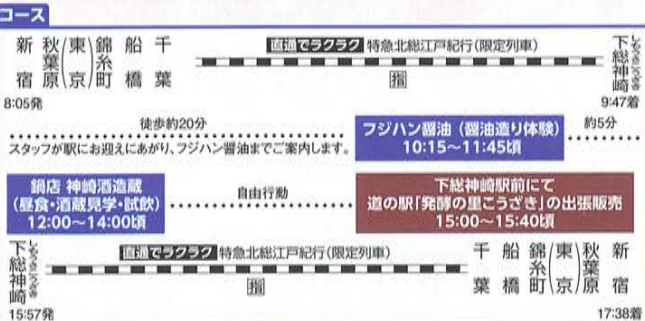 コース
新宿 秋葉原(東京) 錦糸町 船橋 千葉
直通でラクラク 特急北総江戸紀行(限定列車)
指
下総神崎
しもうさこうざき
8:05発
9:47着
徒歩約20分
スタッフが駅にお迎えにあがり、フジハン醤油までご案内します。
フジハン醤油(醤油造り体験)
10:15〜11:45頃
約5分
鍋店 神崎酒造蔵
(昼食・酒蔵見学・試飲)
12:00〜14:00頃
自由行動
下総神崎駅前にて
道の駅「発酵の里こうざき」の出張販売
15:00〜15:40頃
下総神崎
しもうさこうざき
直通でラクラク 特急北総江戸紀行(限定列車)
指
千葉 船橋 錦糸町(東京) 秋葉原 新宿
15:57発
17:38着